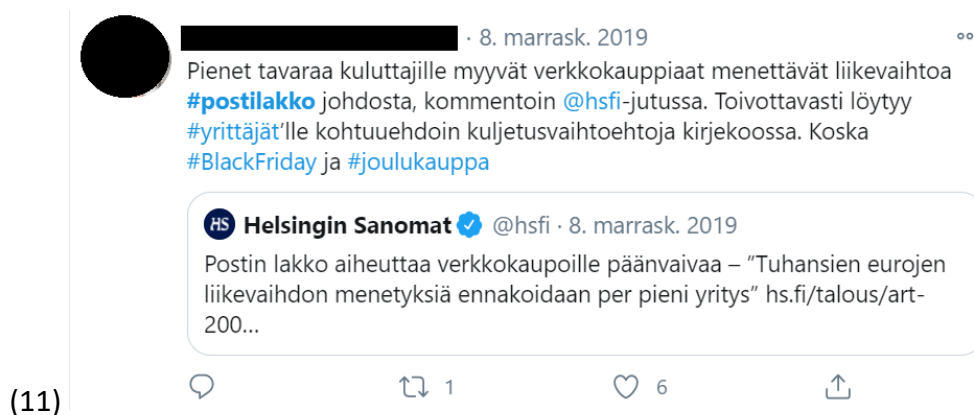 · 8. marrask. 2019
Pienet tavaraa kuluttajille myyvät verkkokauppiaat menettävät liikevaihtoa
#postilakko johdosta, kommentoin @hsfi-jutussa. Toivottavasti löytyy
#yrittäjät'lle kohtuuehdoin kuljetusvaihtoehtoja kirjekoossa. Koska
#BlackFriday ja #joulukauppa
HS Helsingin Sanomat @hsfi · 8. marrask. 2019
Postin lakko aiheuttaa verkkokaupoille päänvaivaa – ”Tuhansien eurojen
liikevaihdon menetyksiä ennakoidaan per pieni yritys” hs.fi/talous/art-
200...
1 6
(11)